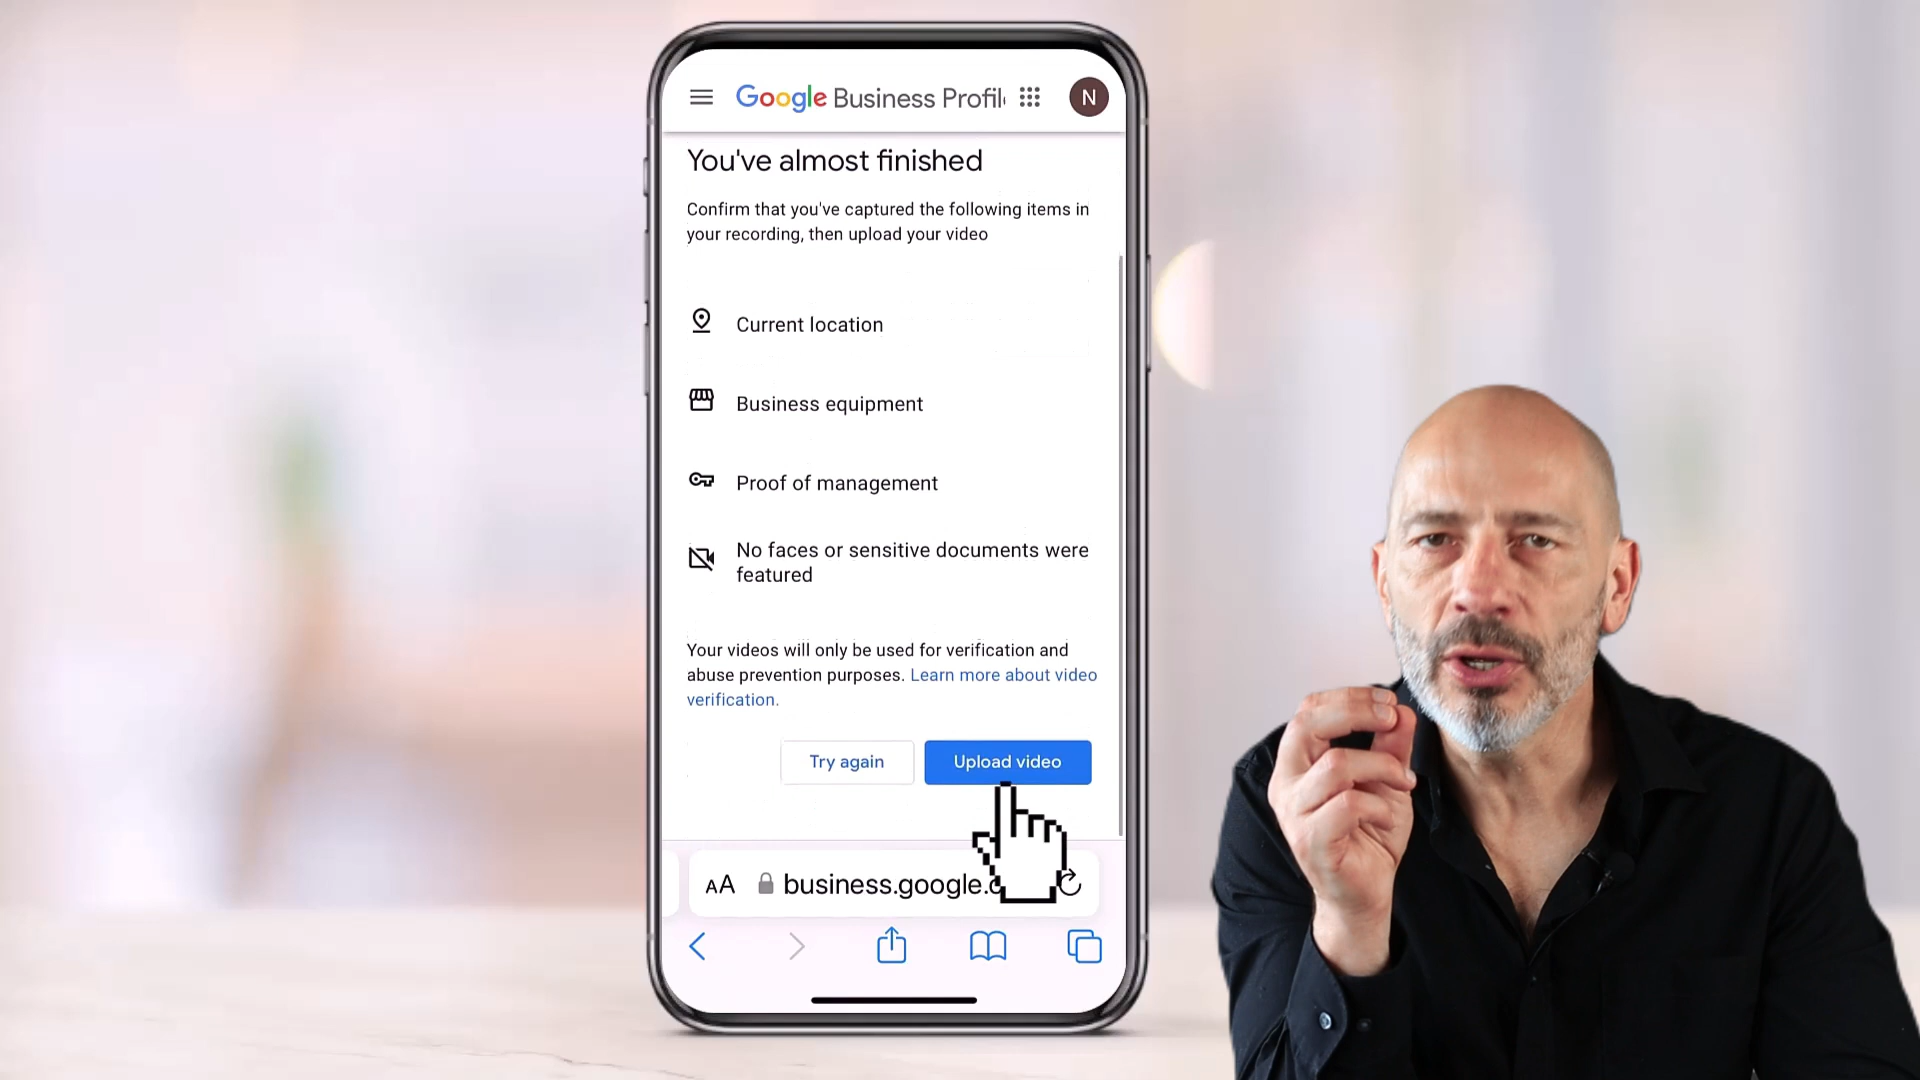 Google Business Profil
N
You've almost finished
Confirm that you've captured the following items in
your recording, then upload your video
Current location
Business equipment
Proof of management
No faces or sensitive documents were
featured
Your videos will only be used for verification and
abuse prevention purposes. Learn more about video
verification.
Try again
Upload video
AA
business.google.c